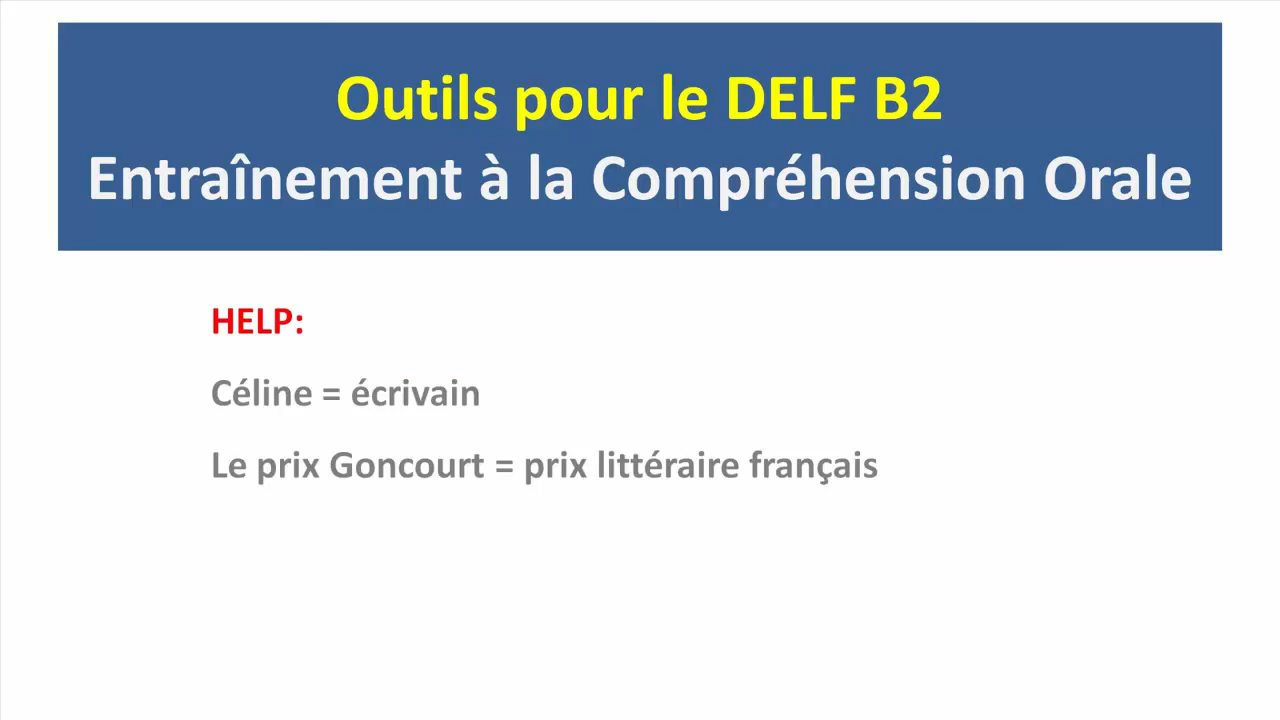 Outils pour le DELF B2
Entraînement à la Compréhension Orale
HELP:
Céline = écrivain
Le prix Goncourt = prix littéraire français